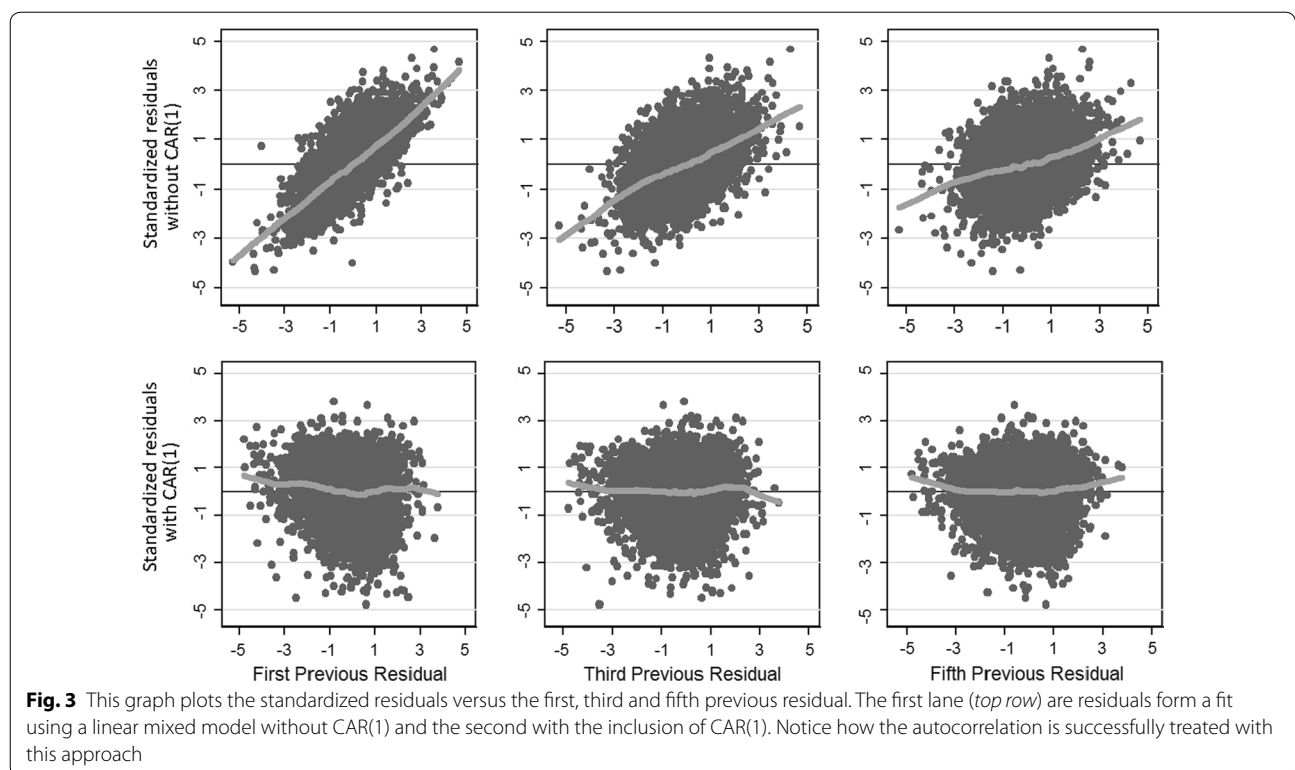 5
3
1
-1
-3
-5
Standardized residuals
without CAR(1)
-5 -3 -1 1 3 5
5
3
1
-1
-3
-5
-5 -3 -1 1 3 5
5
3
1
-1
-3
-5
-5 -3 -1 1 3 5
5
3
1
-1
-3
-5
Standardized residuals
with CAR(1)
-5 -3 -1 1 3 5
First Previous Residual
5
3
1
-1
-3
-5
-5 -3 -1 1 3 5
Third Previous Residual
5
3
1
-1
-3
-5
-5 -3 -1 1 3 5
Fifth Previous Residual
Fig. 3 This graph plots the standardized residuals versus the first, third and fifth previous residual. The first lane (top row) are residuals form a fit
using a linear mixed model without CAR(1) and the second with the inclusion of CAR(1). Notice how the autocorrelation is successfully treated with
this approach